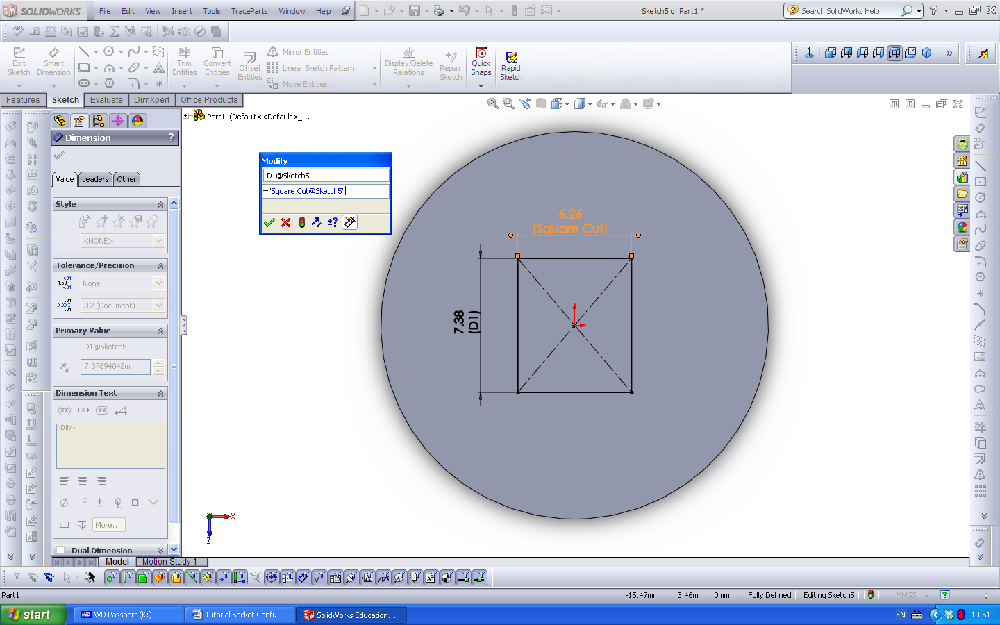 SOLIDWORKS File Edit View Insert Tools TraceParts Window Help Sketch5 of Part1 * Search SolidWorks Help
Exit Sketch
Smart Dimension
Trim Entities
Convert Entities
Offset Entities
Mirror Entities
Linear Sketch Pattern
Move Entities
Display/Delete Relations
Repair Sketch
Quick Snaps
Rapid Sketch
Features Sketch Evaluate DimXpert Office Products
Part1 (Default<<Default>_...
Dimension ?
Value Leaders Other
Style
<NONE>
Tolerance/Precision
None
.12 (Document)
Primary Value
D1@Sketch5
7.37894042mm
Dimension Text
<DIM>
More...
Dual Dimension
Modify
D1@Sketch5
="Square Cut@Sketch5"
6.26
(Square Cut)
7.38
(D1)
X
Z
Model Motion Study 1
Part1 -15.47mm 3.46mm 0mm Fully Defined Editing Sketch5 MMGS
start WD Passport (K:) Tutorial Socket Confi... SolidWorks Education... EN 10:51